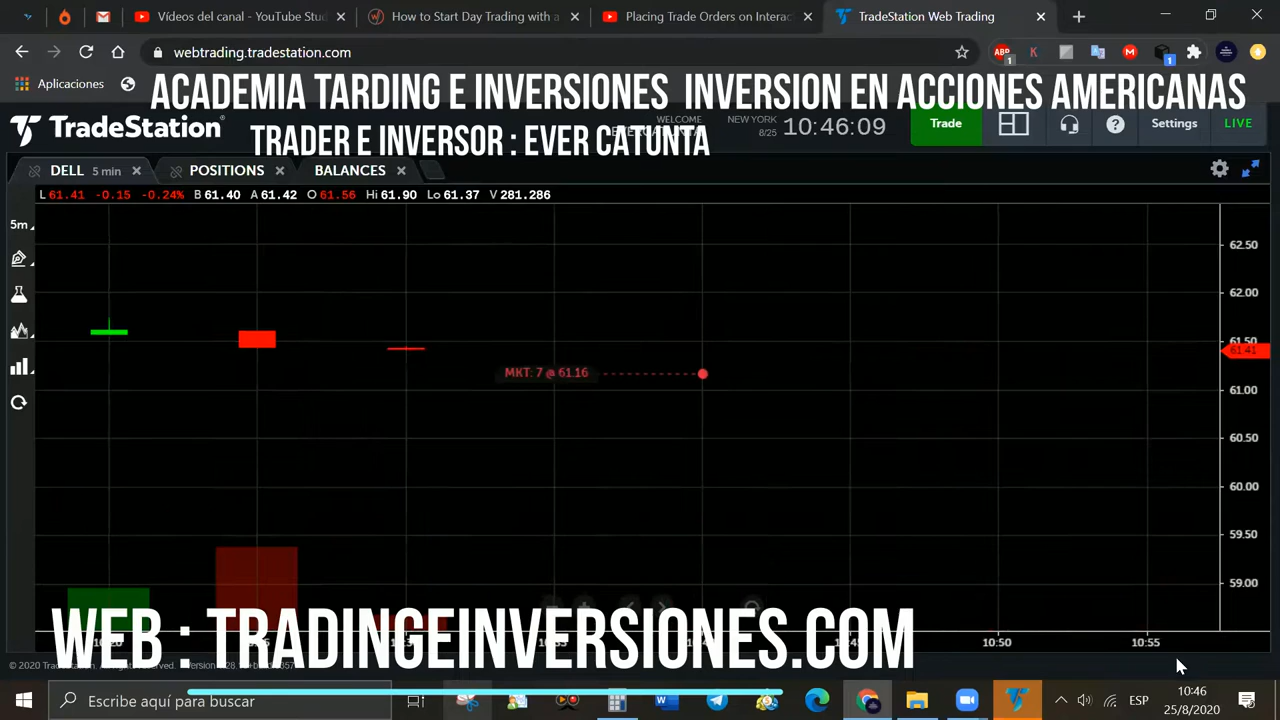 Vídeos del canal - YouTube Stud
How to Start Day Trading with a
Placing Trade Orders on Interac
TradeStation Web Trading
webtrading.tradestation.com
ABP
1
K
M
1
Aplicaciones
ACADEMIA TARDING E INVERSIONES INVERSION EN ACCIONES AMERICANAS
TradeStation
WELCOME
NEW YORK
8/25
10:46:09
Trade
?
Settings
LIVE
TRADER E INVERSOR : EVER CATUNTA
DELL 5 min
POSITIONS
BALANCES
L 61.41 -0.15 -0.24% B 61.40 A 61.42 O 61.56 Hi 61.90 Lo 61.37 V 281.286
5m
62.50
62.00
61.50
61.41
MKT: 7 @ 61.16
61.00
60.50
60.00
59.50
59.00
WEB : TRADINGEINVERSIONES.COM
10:50
10:55
© 2020 TradeStation.
Escribe aquí para buscar
ESP
10:46
25/8/2020